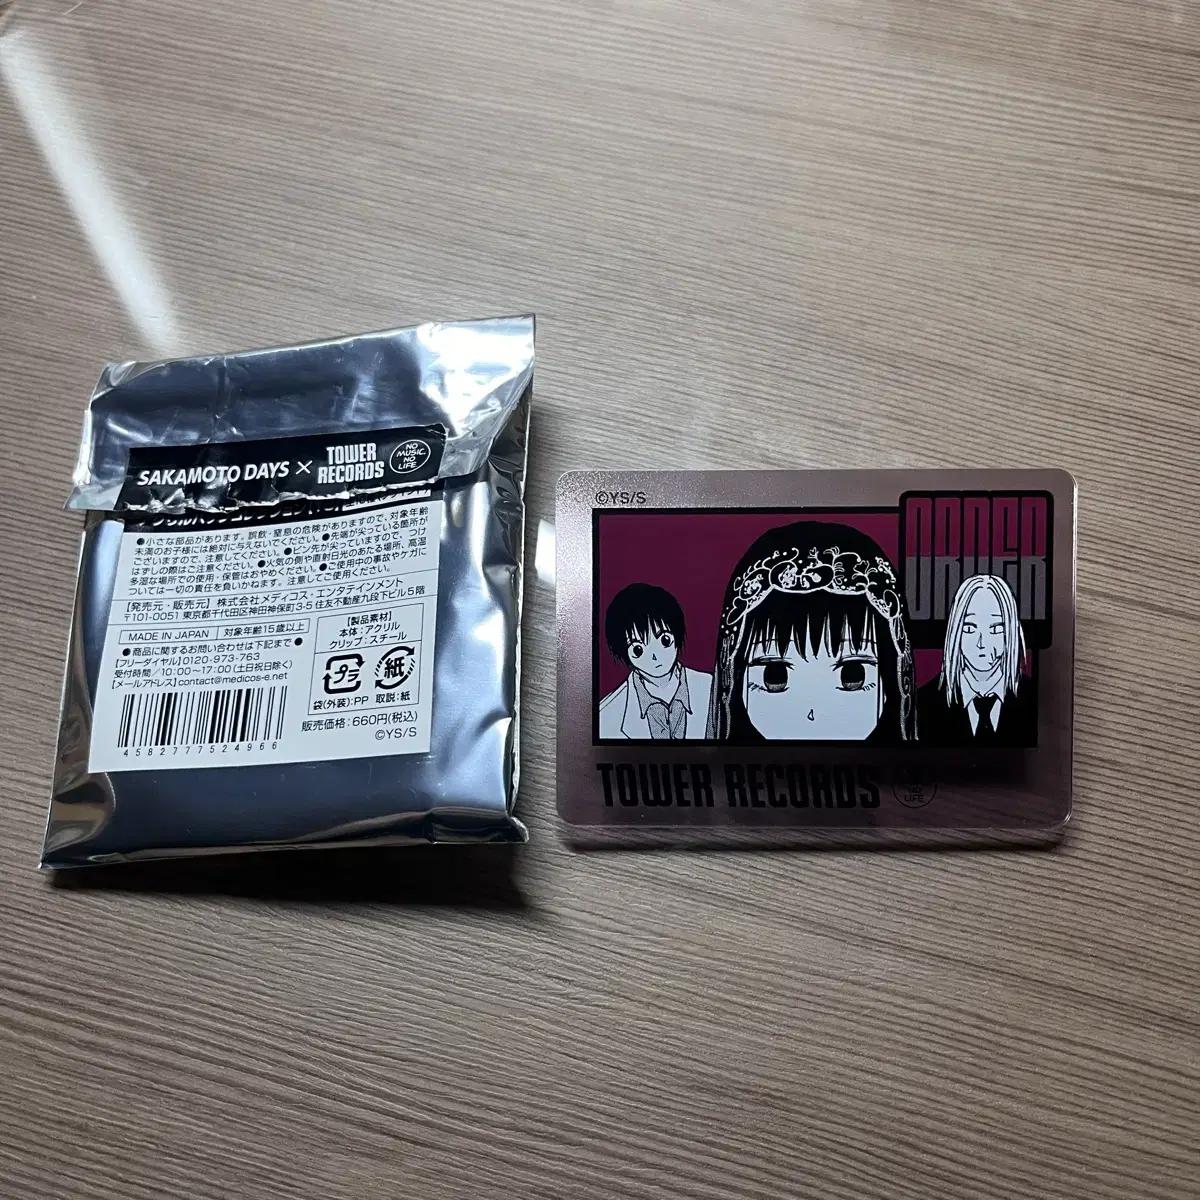 SAKAMOTO DAYS × TOWER RECORDS
NO MUSIC, NO LIFE
●小さな部品があります。誤飲・窒息の危険がありますので、対象年齢
未満のお子様には絶対に与えないでください。●先端が尖っている箇所が
ございますので、注意してください。●ピン先が尖っていますので、つけ
はずしの際はご注意ください。●火気の側や直射日光のあたる場所、高温
多湿な場所での使用・保管はおやめください。●ご使用中の事故やケガに
ついては一切の責任を負いかねます。注意してご使用ください。
【発売元・販売元】株式会社メディコス・エンタテインメント
〒101-0051 東京都千代田区神田神保町3-5 住友不動産九段下ビル5階
MADE IN JAPAN 対象年齢15歳以上
●商品に関するお問い合わせは下記まで●
【フリーダイヤル】0120-973-763
受付時間/10:00~17:00(土日祝日除く)
【メールアドレス】contact@medicos-e.net
【製品素材】
本体:アクリル
クリップ:スチール
プラ
紙
袋(外装):PP 取説:紙
4582777524966
販売価格:660円(税込)
©YS/S
©YS/S
ORDER
TOWER RECORDS
LIFE